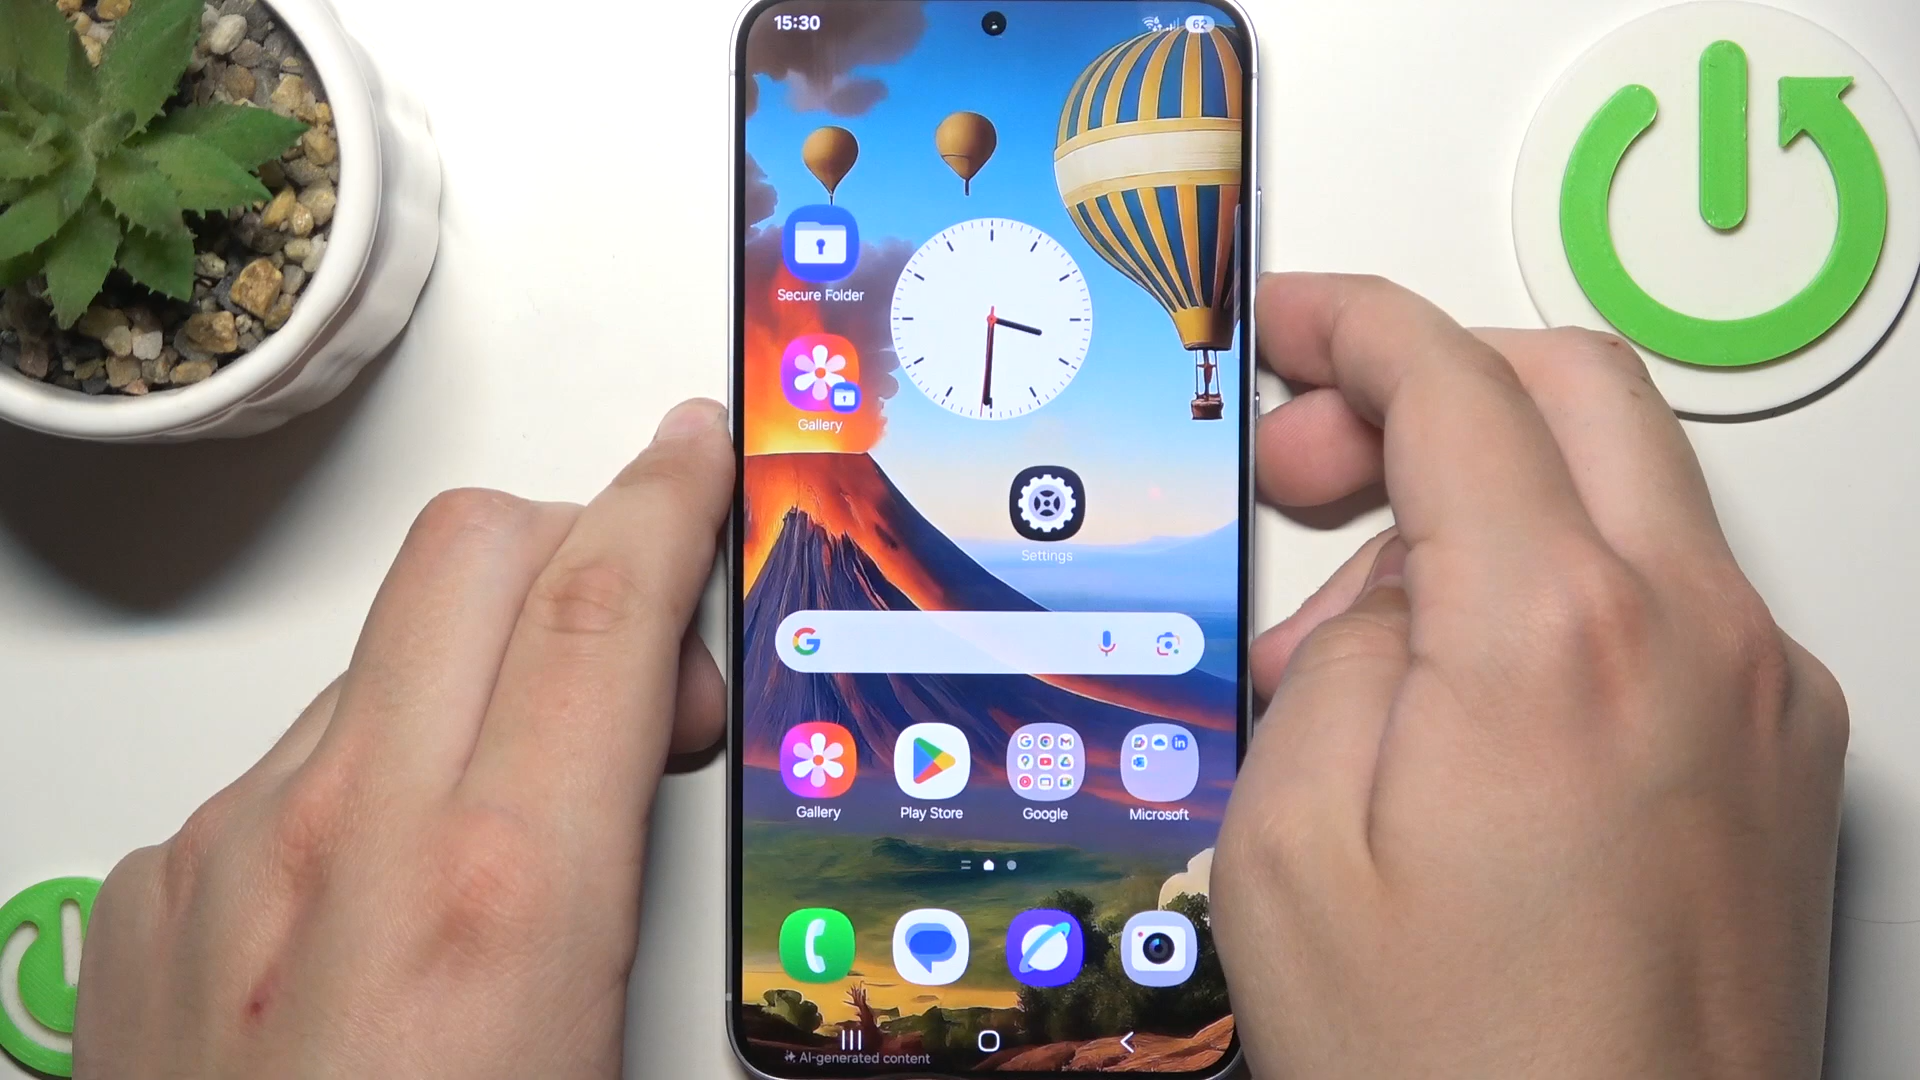 15:30
62
Secure Folder
Gallery
Settings
Gallery
Play Store
Google
Microsoft
AI-generated content